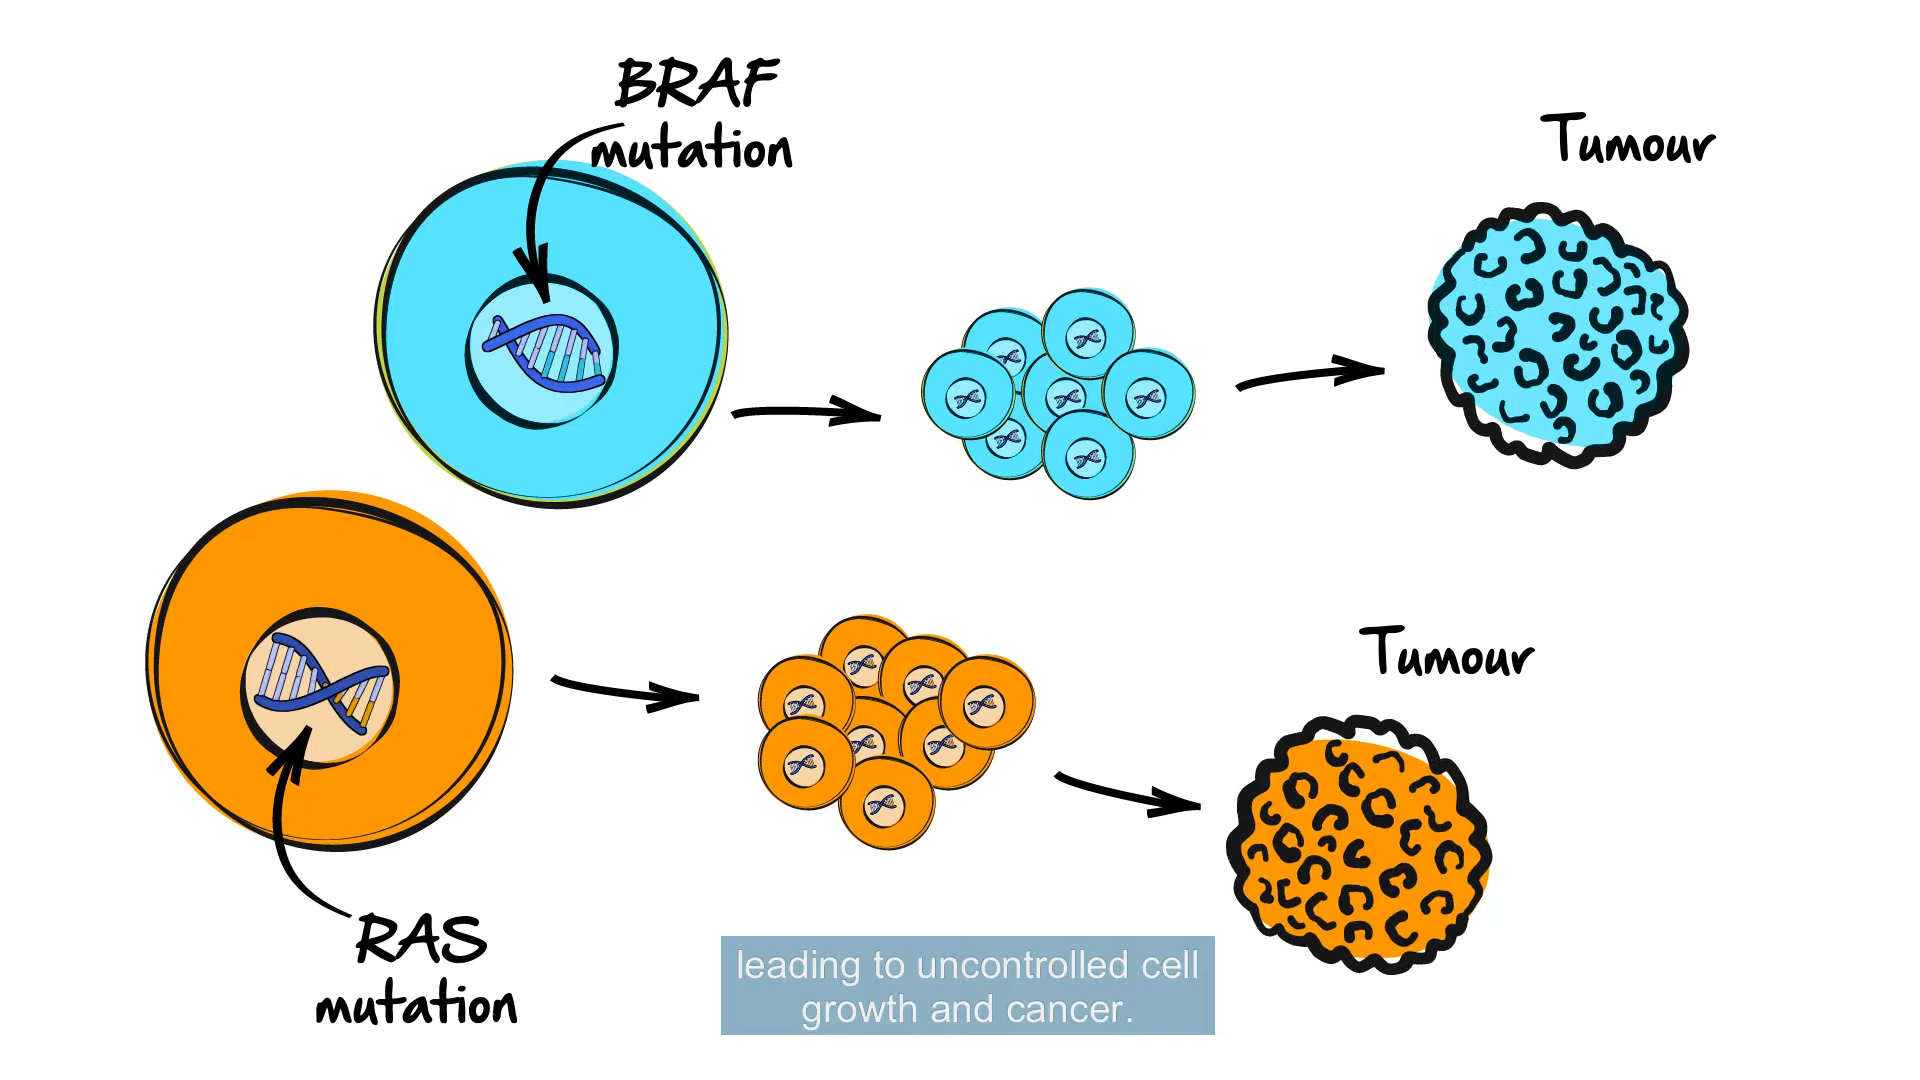 BRAF
mutation
Tumour
Tumour
RAS
mutation
leading to uncontrolled cell
growth and cancer.